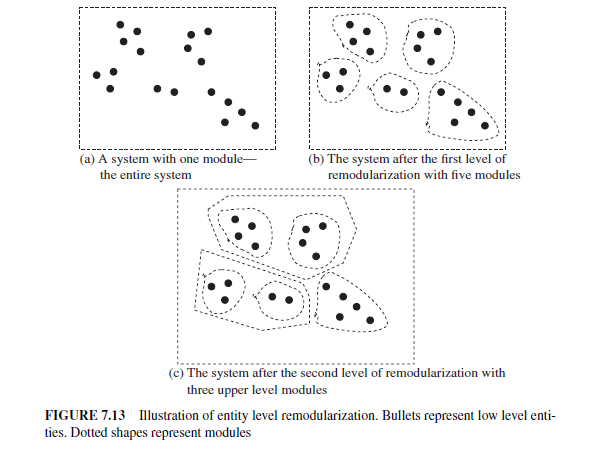 (a) A system with one module—
the entire system
(b) The system after the first level of
remodularization with five modules
(c) The system after the second level of remodularization with
three upper level modules
FIGURE 7.13 Illustration of entity level remodularization. Bullets represent low level enti-
ties. Dotted shapes represent modules